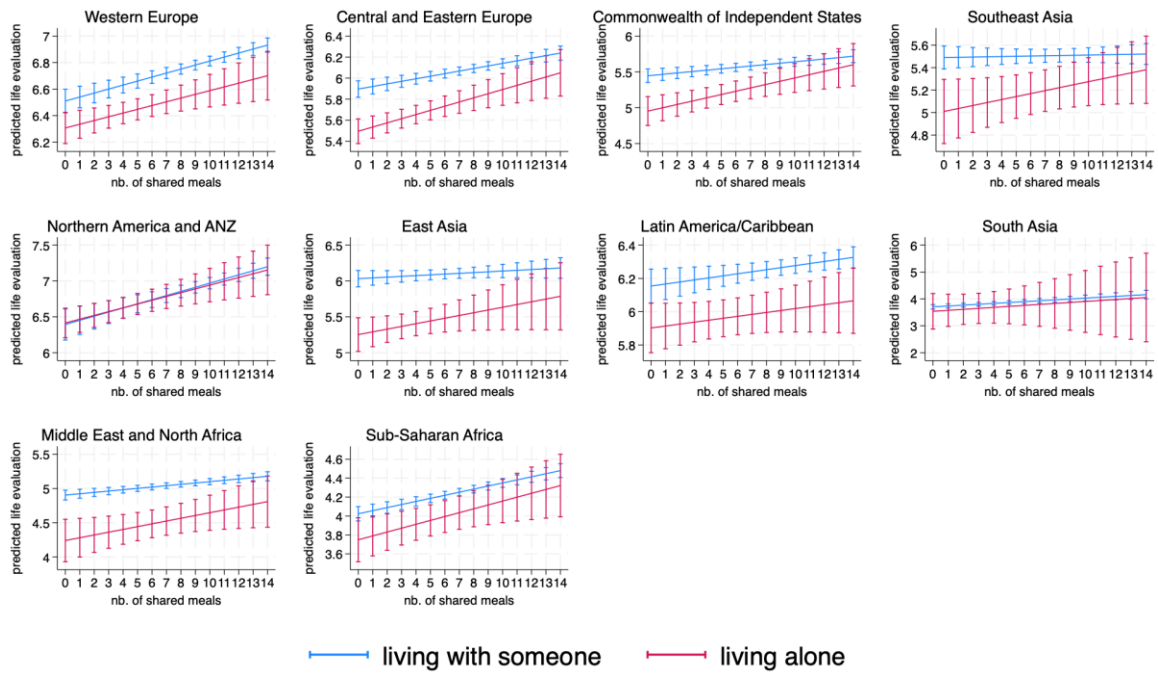 Western Europe
predicted life evaluation
7
6.8
6.6
6.4
6.2
0 1 2 3 4 5 6 7 8 9 10 11 12 13 14
nb. of shared meals
Central and Eastern Europe
predicted life evaluation
6.4
6.2
6
5.8
5.6
5.4
0 1 2 3 4 5 6 7 8 9 10 11 12 13 14
nb. of shared meals
Commonwealth of Independent States
predicted life evaluation
6
5.5
5
4.5
0 1 2 3 4 5 6 7 8 9 10 11 12 13 14
nb. of shared meals
Southeast Asia
predicted life evaluation
5.6
5.4
5.2
5
4.8
0 1 2 3 4 5 6 7 8 9 10 11 12 13 14
nb. of shared meals
Northern America and ANZ
predicted life evaluation
7.5
7
6.5
6
0 1 2 3 4 5 6 7 8 9 10 11 12 13 14
nb. of shared meals
East Asia
predicted life evaluation
6.5
6
5.5
5
0 1 2 3 4 5 6 7 8 9 10 11 12 13 14
nb. of shared meals
Latin America/Caribbean
predicted life evaluation
6.4
6.2
6
5.8
0 1 2 3 4 5 6 7 8 9 10 11 12 13 14
nb. of shared meals
South Asia
predicted life evaluation
6
5
4
3
2
0 1 2 3 4 5 6 7 8 9 10 11 12 13 14
nb. of shared meals
Middle East and North Africa
predicted life evaluation
5.5
5
4.5
4
0 1 2 3 4 5 6 7 8 9 10 11 12 13 14
nb. of shared meals
Sub-Saharan Africa
predicted life evaluation
4.6
4.4
4.2
4
3.8
3.6
0 1 2 3 4 5 6 7 8 9 10 11 12 13 14
nb. of shared meals
living with someone
living alone